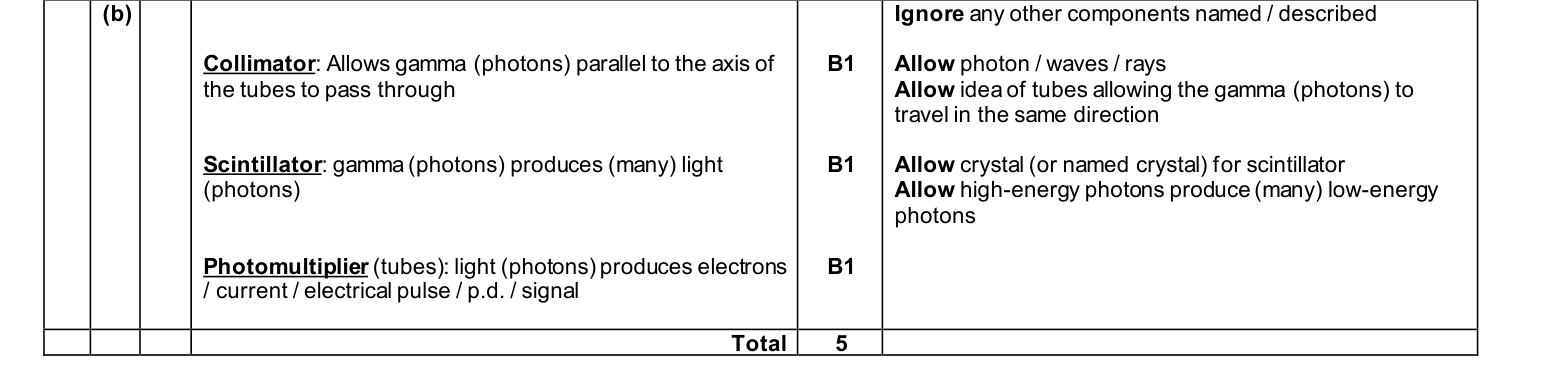 (b)
Ignore any other components named / described
Collimator: Allows gamma (photons) parallel to the axis of
the tubes to pass through
B1
Allow photon / waves / rays
Allow idea of tubes allowing the gamma (photons) to
travel in the same direction
Scintillator: gamma (photons) produces (many) light
(photons)
B1
Allow crystal (or named crystal) for scintillator
Allow high-energy photons produce (many) low-energy
photons
Photomultiplier (tubes): light (photons) produces electrons
/ current / electrical pulse / p.d. / signal
B1
Total
5